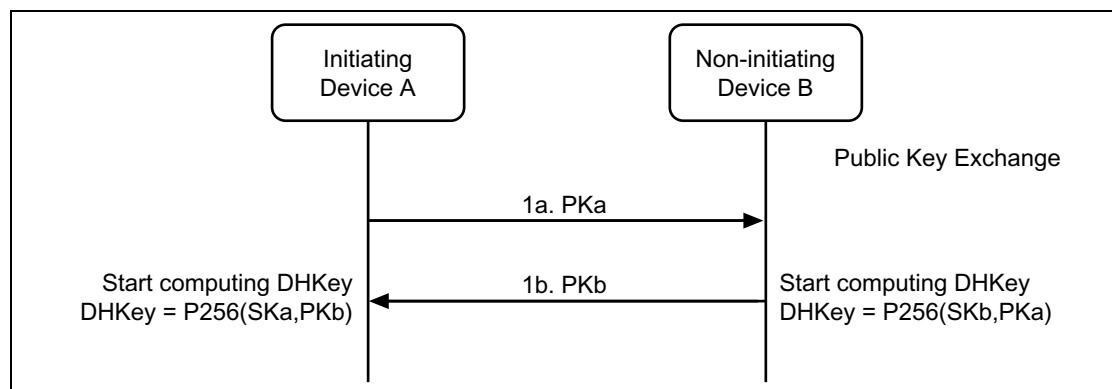 Initiating
Device A
Non-initiating
Device B
Public Key Exchange
1a. PKa
Start computing DHKey
DHKey = P256(SKa,PKb)
1b. PKb
Start computing DHKey
DHKey = P256(SKb,PKa)